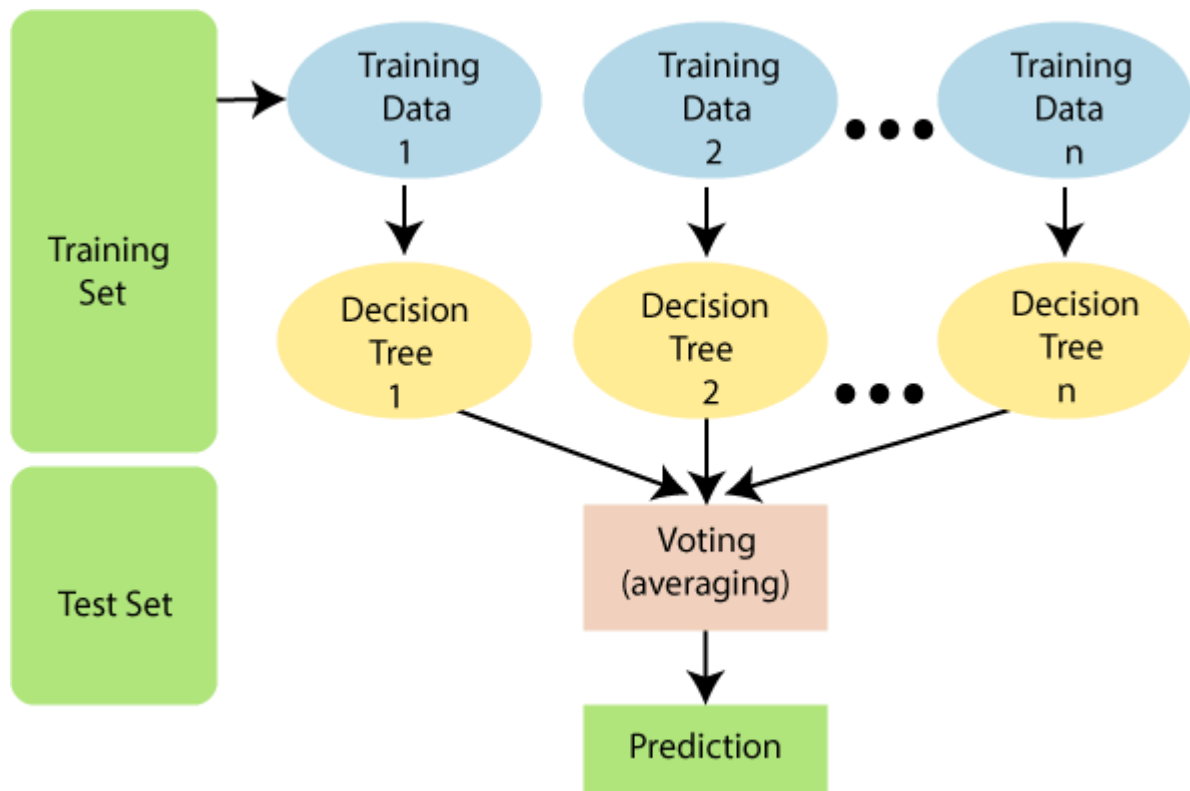 Training
Set
Test Set
Training
Data
1
Training
Data
2
Training
Data
n
Decision
Tree
1
Decision
Tree
2
Decision
Tree
n
Voting
(averaging)
Prediction